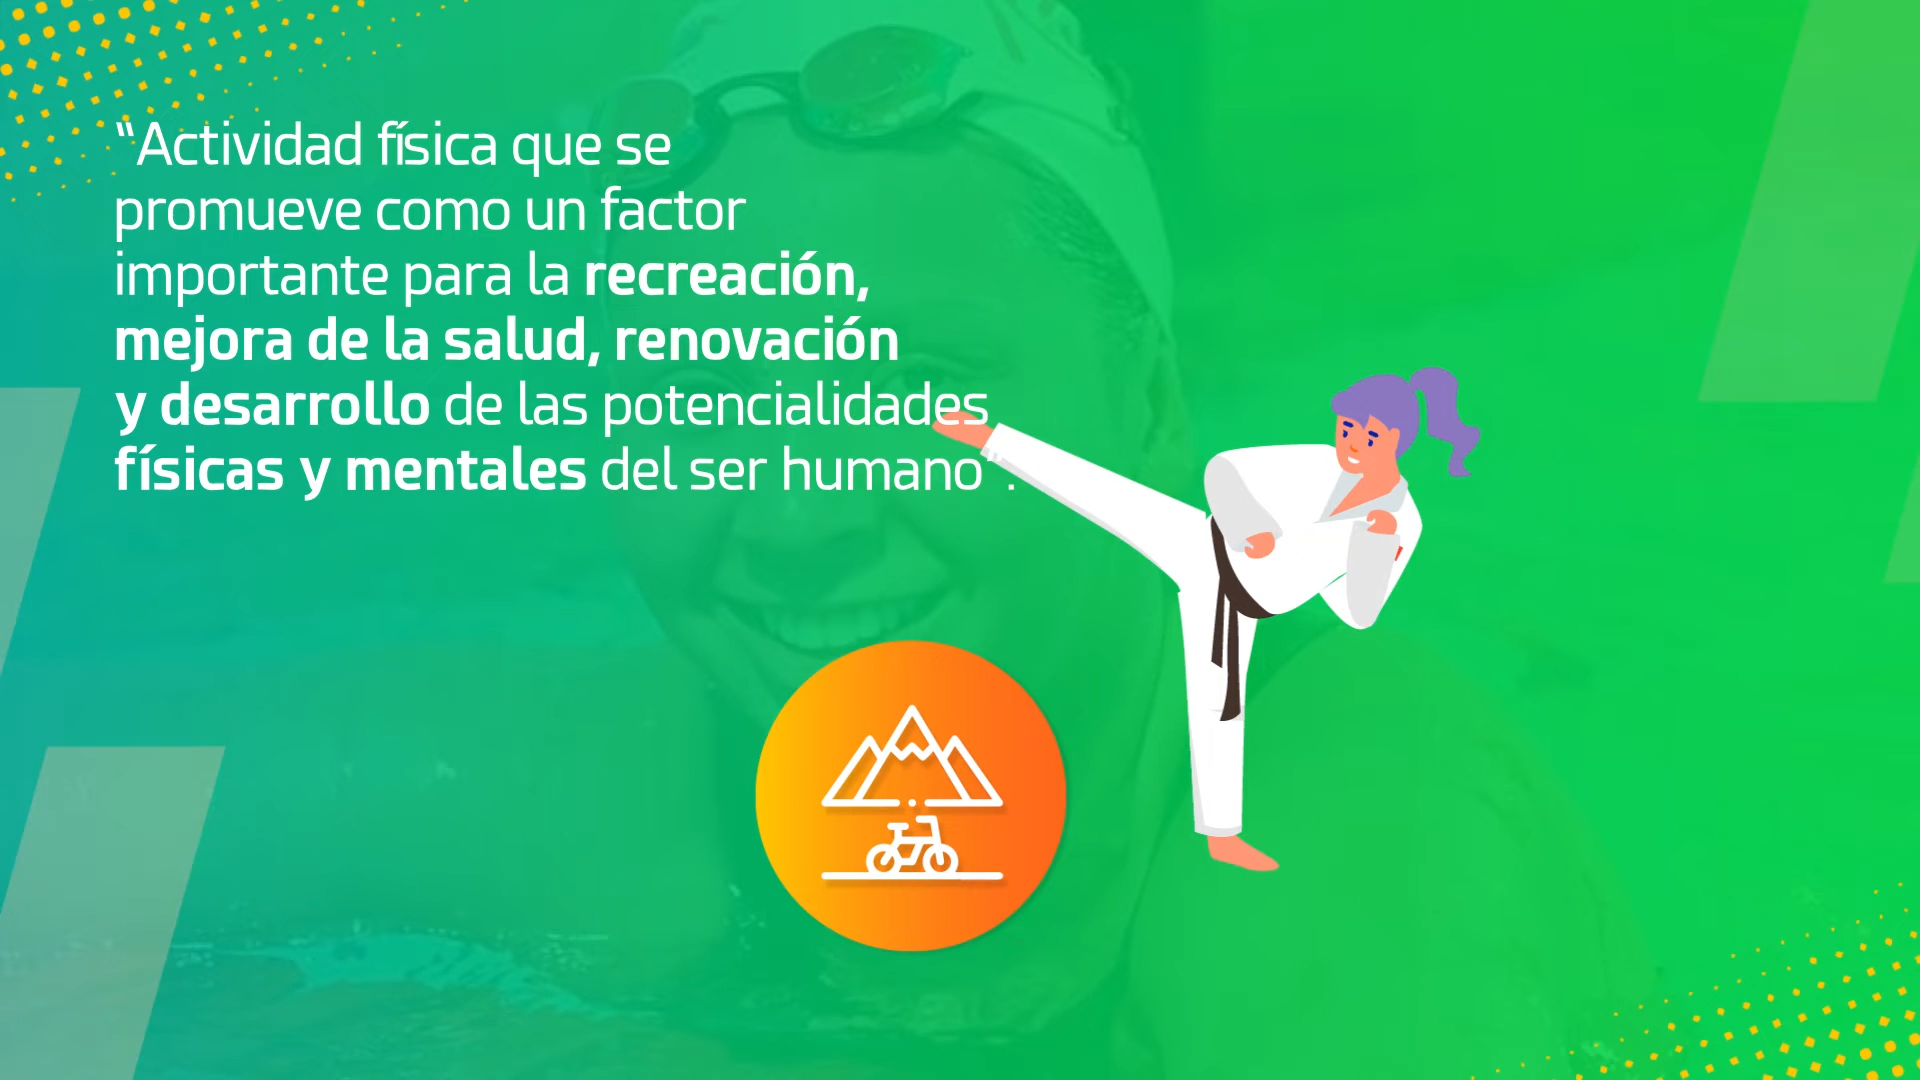 “Actividad física que se
promueve como un factor
importante para la recreación,
mejora de la salud, renovación
y desarrollo de las potencialidades
físicas y mentales del ser humano”.